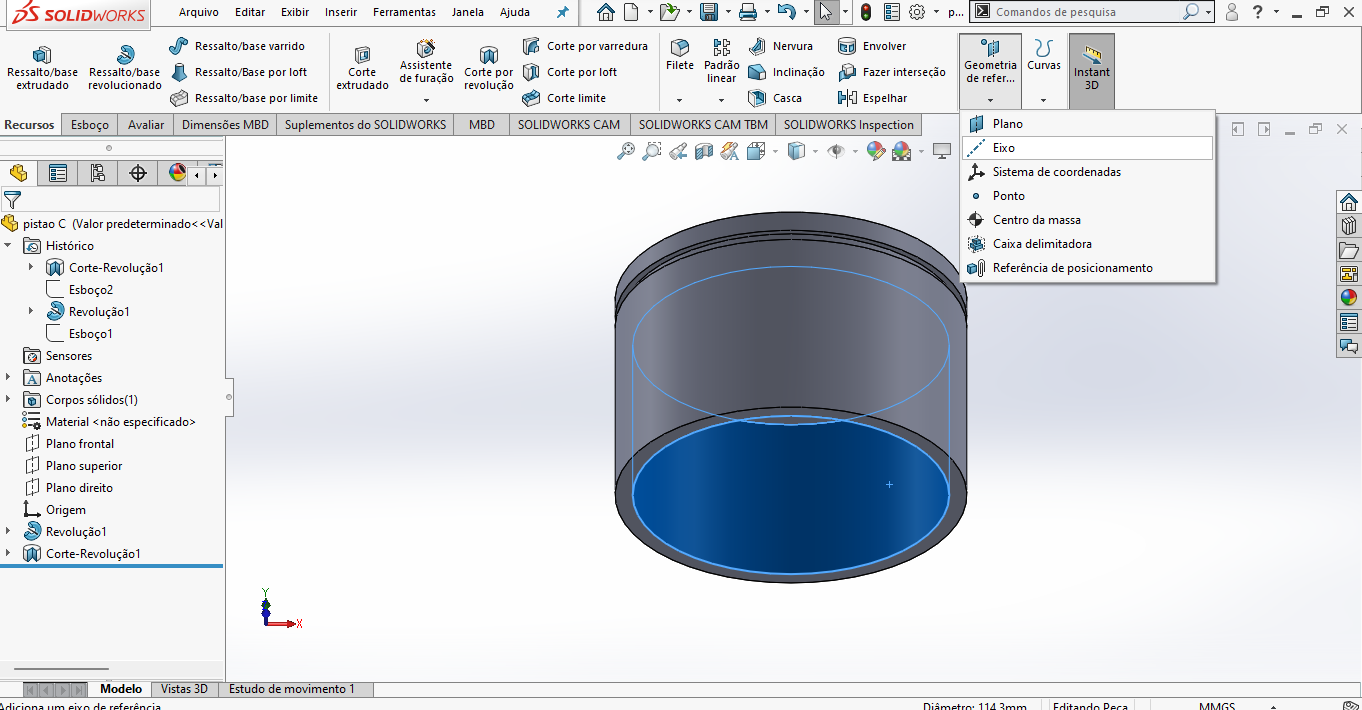 SOLIDWORKS
Arquivo Editar Exibir Inserir Ferramentas Janela Ajuda
p...
Comandos de pesquisa
?
Ressalto/base extrudado
Ressalto/base revolucionado
Ressalto/base varrido
Ressalto/Base por loft
Ressalto/base por limite
Corte extrudado
Assistente de furação
Corte por revolução
Corte por varredura
Corte por loft
Corte limite
Filete
Padrão linear
Nervura
Inclinação
Casca
Envolver
Fazer interseção
Espelhar
Geometria de refer...
Curvas
Instant 3D
Recursos Esboço Avaliar Dimensões MBD Suplementos do SOLIDWORKS MBD SOLIDWORKS CAM SOLIDWORKS CAM TBM SOLIDWORKS Inspection
Plano
Eixo
Sistema de coordenadas
Ponto
Centro da massa
Caixa delimitadora
Referência de posicionamento
pistao C (Valor predeterminado<<Val
Histórico
Corte-Revolução1
Esboço2
Revolução1
Esboço1
Sensores
Anotações
Corpos sólidos(1)
Material <não especificado>
Plano frontal
Plano superior
Plano direito
Origem
Revolução1
Corte-Revolução1
Y
X
Modelo Vistas 3D Estudo de movimento 1
Adiciona um eixo de referência
Diâmetro: 114.3mm Editando Peça MMGS